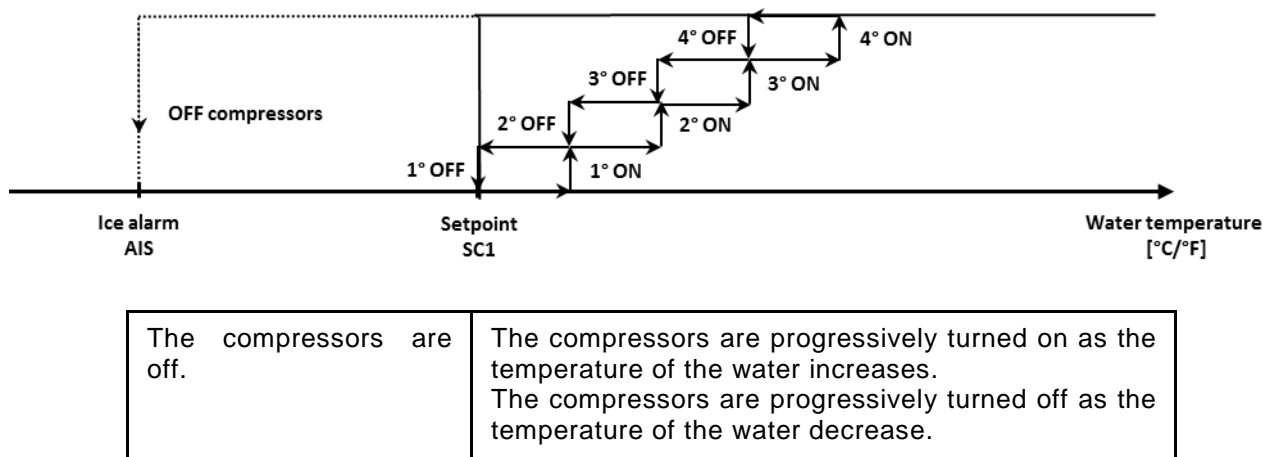 4° OFF
4° ON
3° OFF
3° ON
OFF compressors
2° OFF
2° ON
1° OFF
1° ON
Ice alarm
AIS
Setpoint
SC1
Water temperature
[°C/°F]
The compressors are
off.
The compressors are progressively turned on as the
temperature of the water increases.
The compressors are progressively turned off as the
temperature of the water decrease.